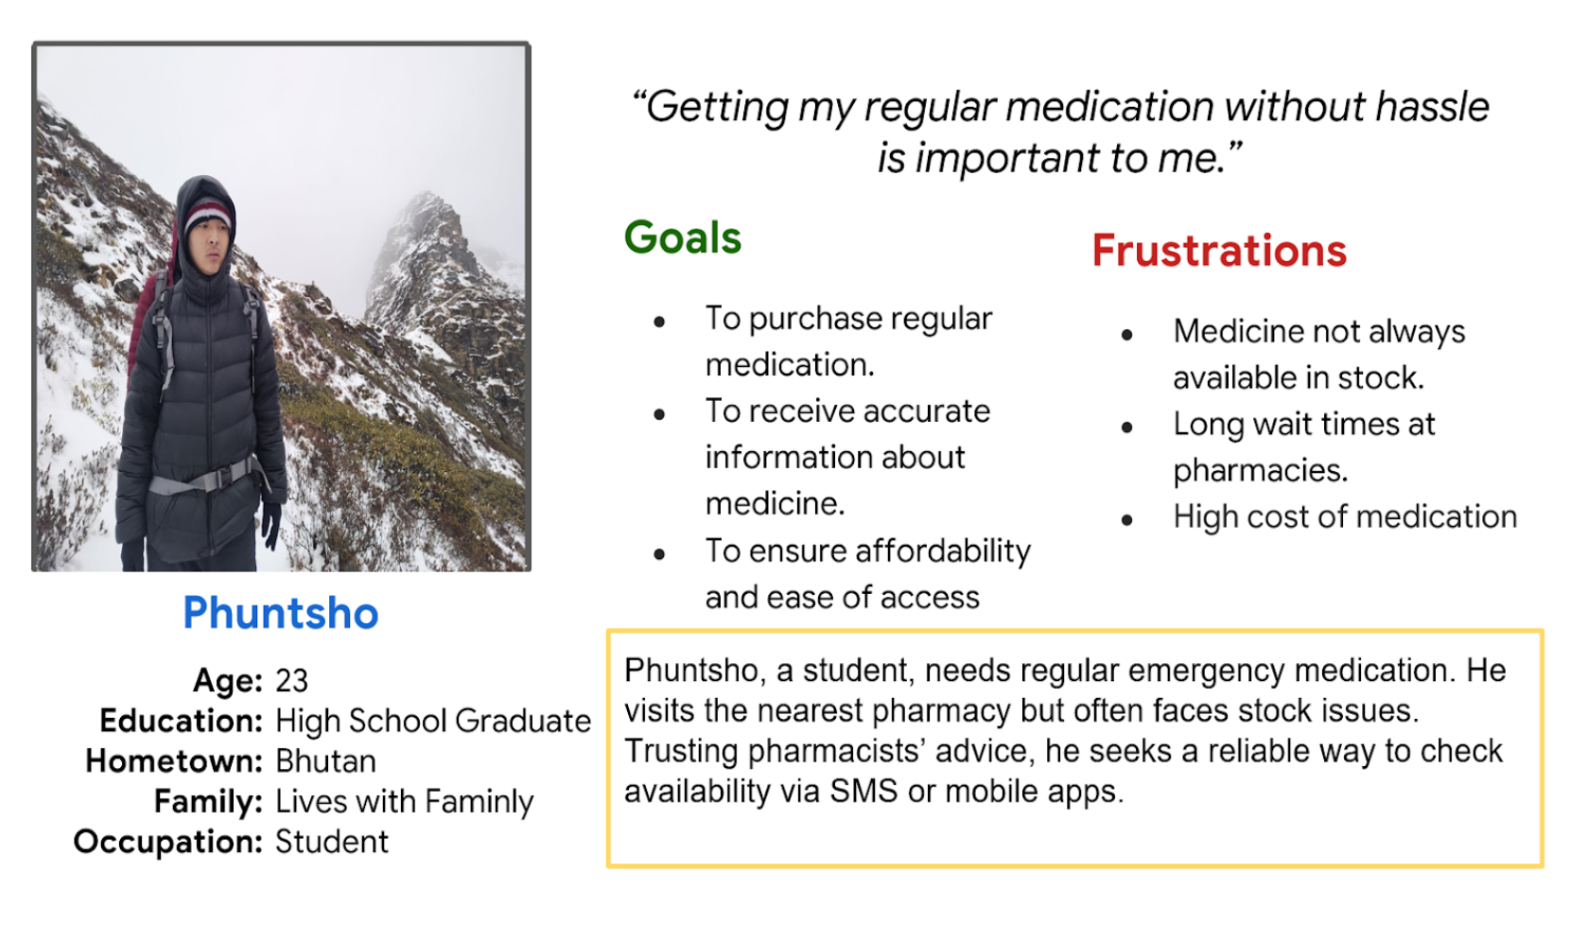 “Getting my regular medication without hassle
is important to me.”
Goals
• To purchase regular
medication.
• To receive accurate
information about
medicine.
• To ensure affordability
and ease of access
Frustrations
• Medicine not always
available in stock.
• Long wait times at
pharmacies.
• High cost of medication
Phuntsho
Age: 23
Education: High School Graduate
Hometown: Bhutan
Family: Lives with Faminly
Occupation: Student
Phuntsho, a student, needs regular emergency medication. He
visits the nearest pharmacy but often faces stock issues.
Trusting pharmacists’ advice, he seeks a reliable way to check
availability via SMS or mobile apps.